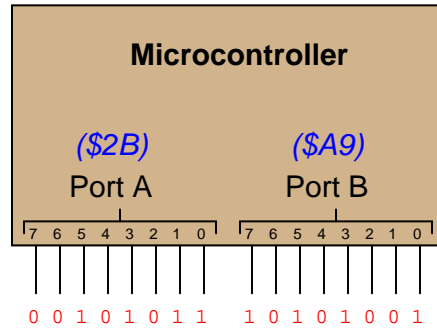 Microcontroller
($2B) ($A9)
Port A Port B
7 6 5 4 3 2 1 0 7 6 5 4 3 2 1 0
0 0 1 0 1 0 1 1 1 0 1 0 1 0 0 1